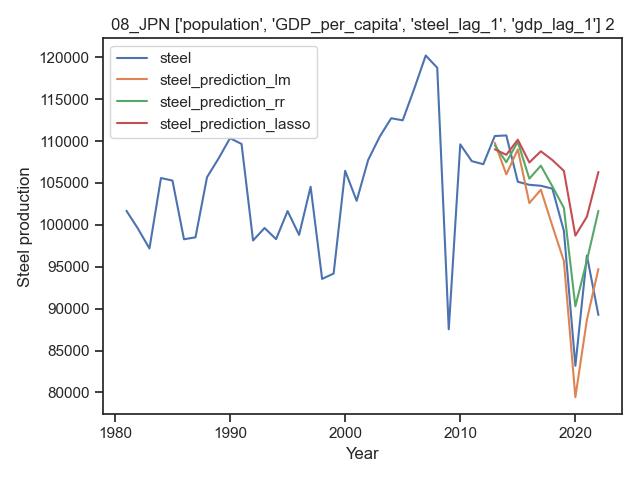 08_JPN ['population', 'GDP_per_capita', 'steel_lag_1', 'gdp_lag_1'] 2
steel
steel_prediction_lm
steel_prediction_rr
steel_prediction_lasso
Steel production
120000
115000
110000
105000
100000
95000
90000
85000
80000
1980
1990
2000
2010
2020
Year